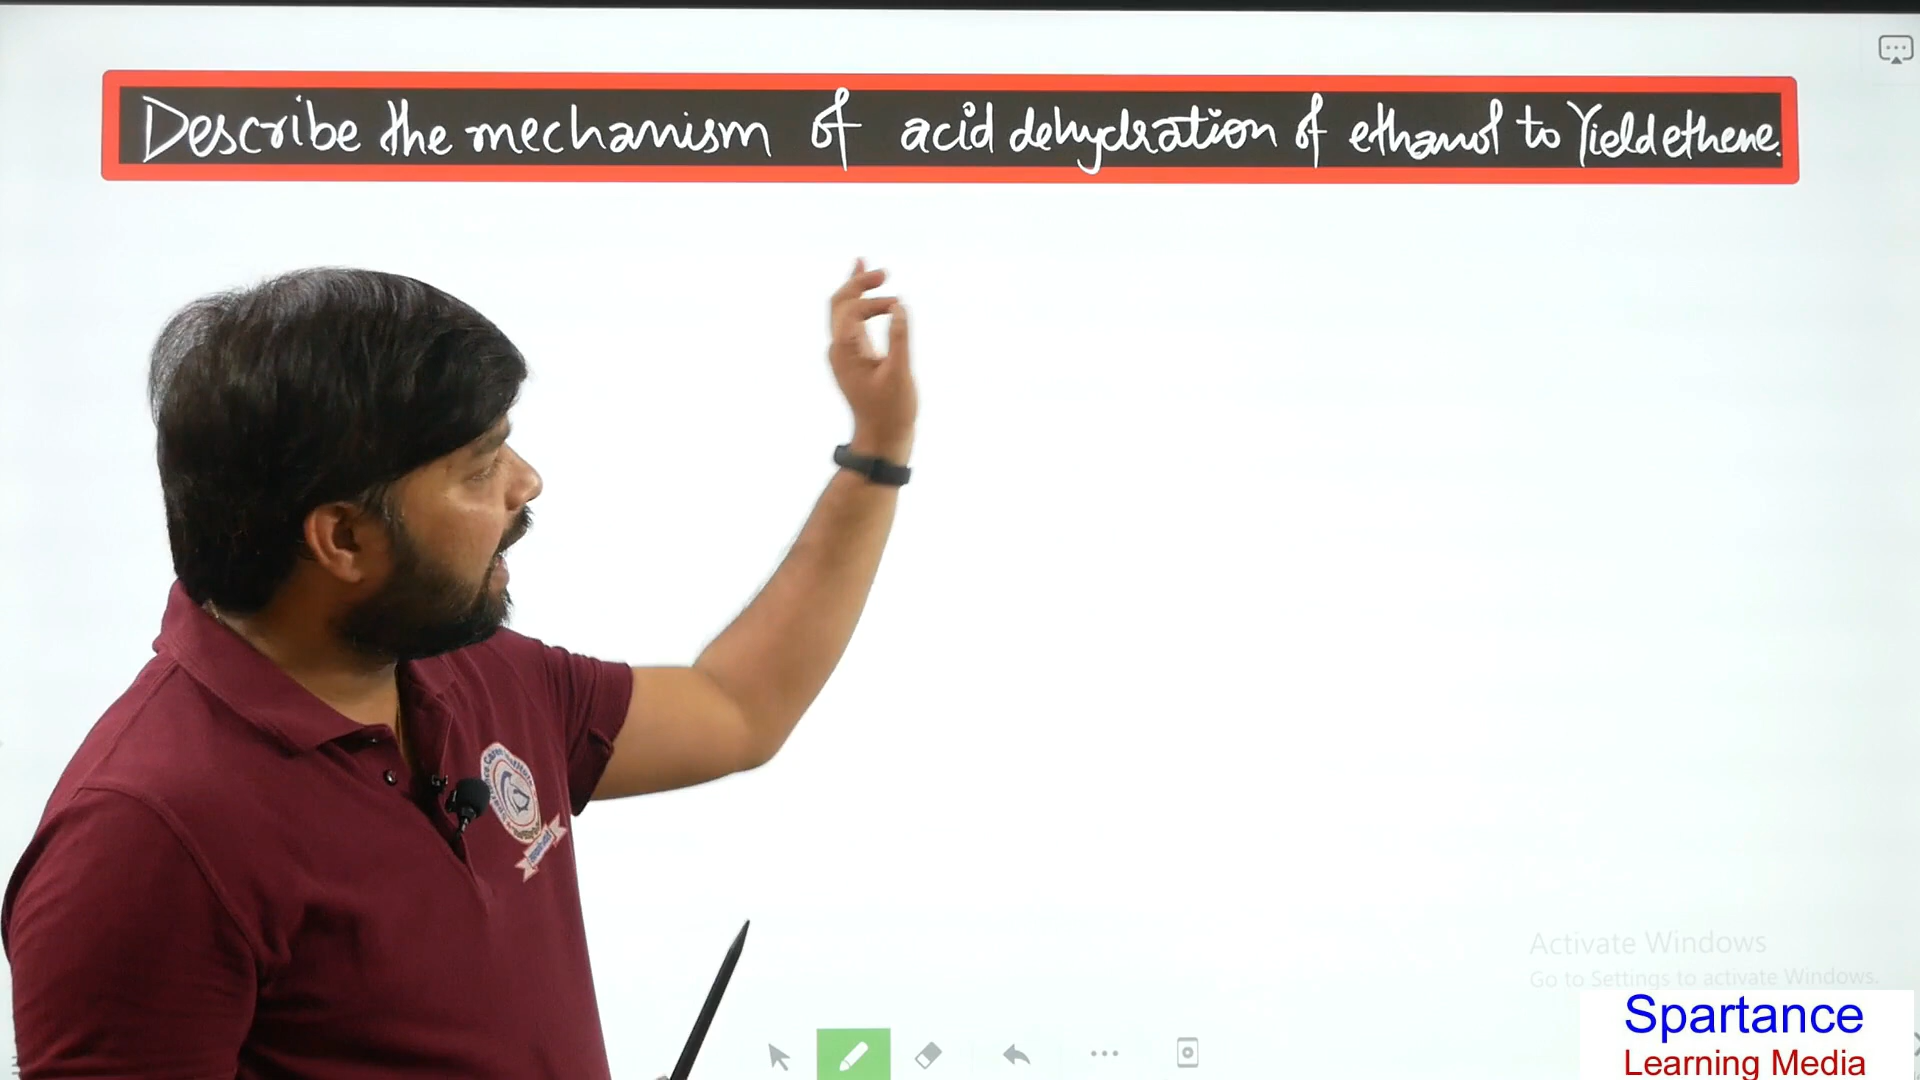 Describe the mechanism of acid dehydration of ethanol to Yield ethene.
Activate Windows
Go to Settings to activate Windows.
Spartance
Learning Media